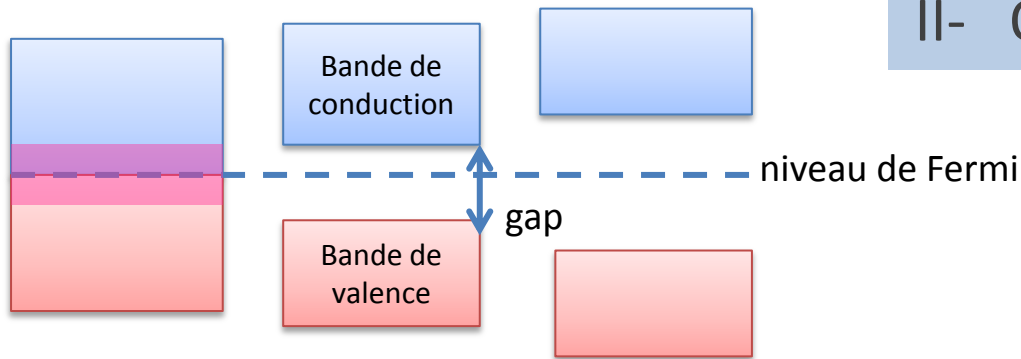 II-
Bande de
conduction
niveau de Fermi
gap
Bande de
valence